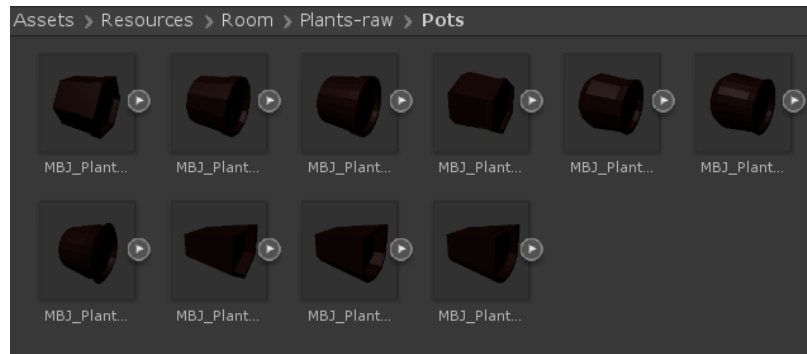 Assets > Resources > Room > Plants-raw > Pots
MBJ_Plant... MBJ_Plant... MBJ_Plant... MBJ_Plant... MBJ_Plant... MBJ_Plant...
MBJ_Plant... MBJ_Plant... MBJ_Plant... MBJ_Plant...